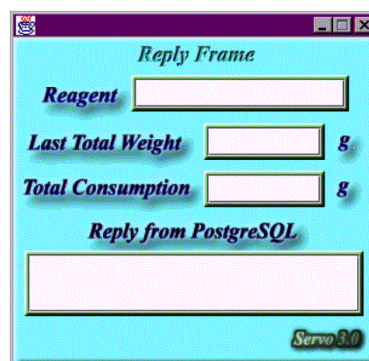 Reply Frame
Reagent
Last Total Weight g
Total Consumption g
Reply from PostgreSQL
Servo 3.0